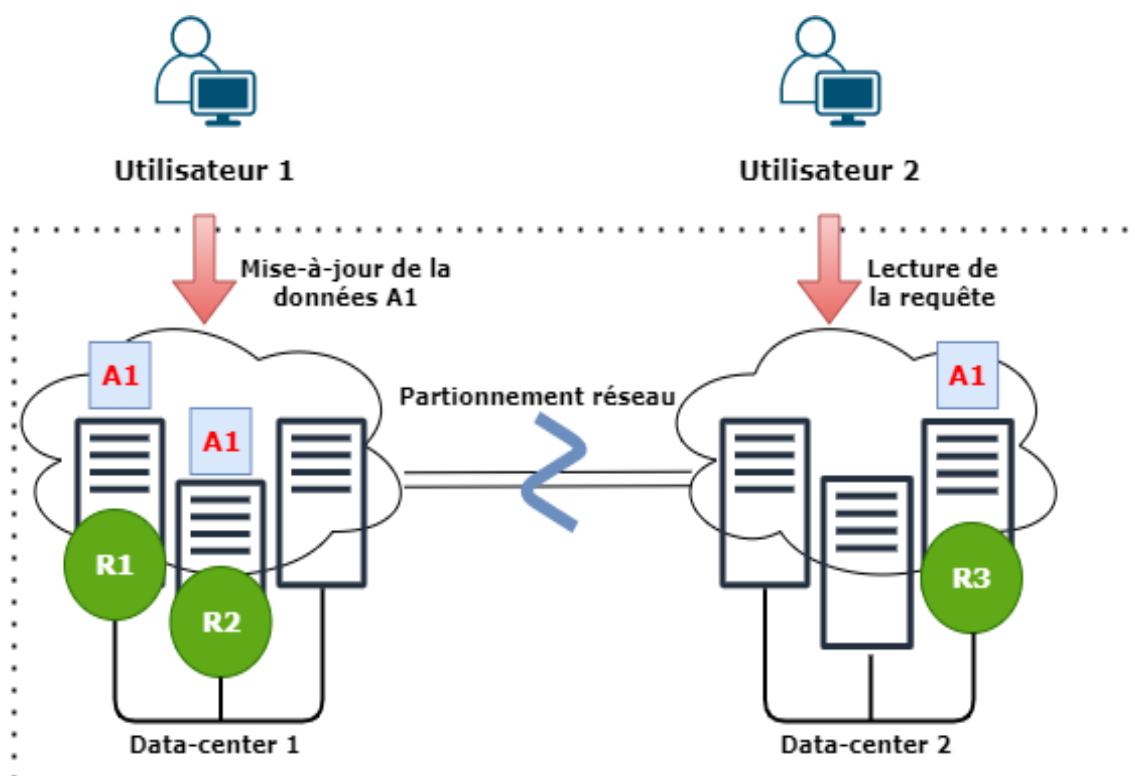 Utilisateur 1
Utilisateur 2
Mise-à-jour de la
données A1
Lecture de
la requête
A1
A1
A1
Partionnement réseau
R1
R2
R3
Data-center 1
Data-center 2